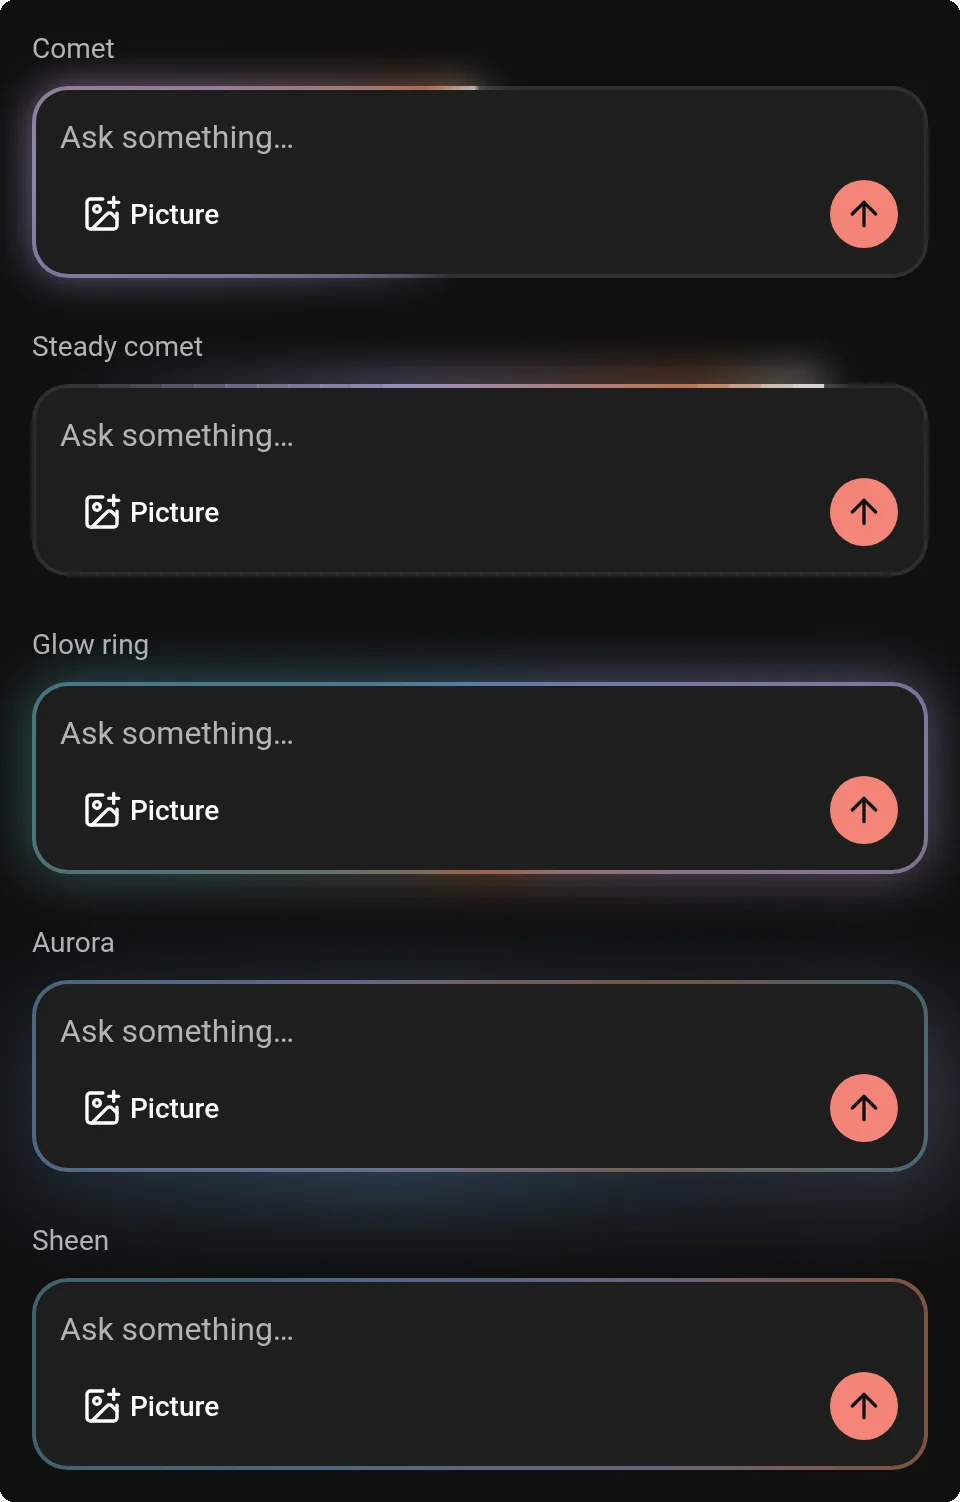 Comet
Ask something...
Picture
Steady comet
Ask something...
Picture
Glow ring
Ask something...
Picture
Aurora
Ask something...
Picture
Sheen
Ask something...
Picture